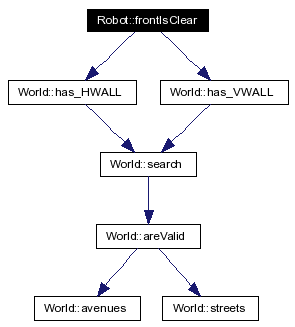 Robot::frontIsClear
World::has_HWALL
World::has_VWALL
World::search
World::areValid
World::avenues
World::streets